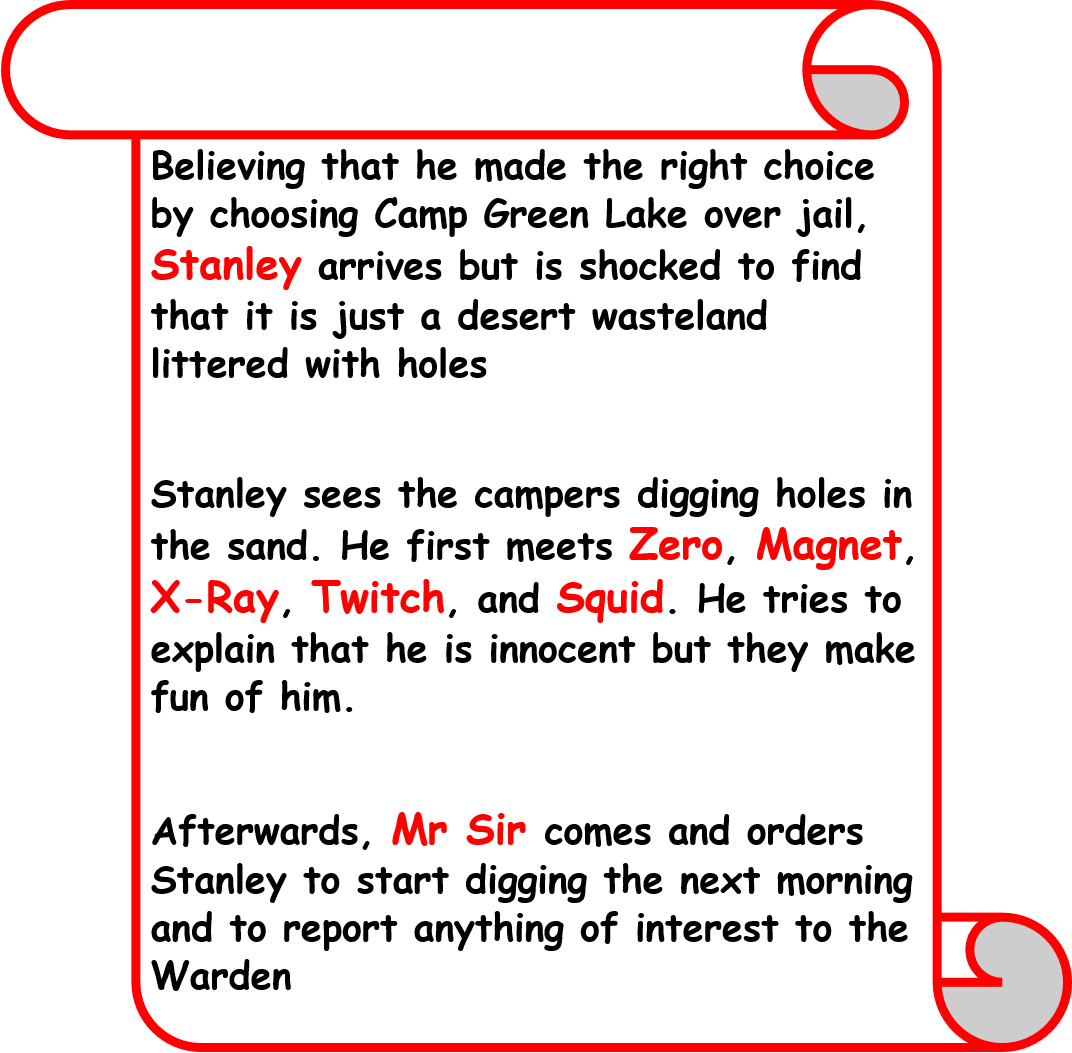 Believing that he made the right choice
by choosing Camp Green Lake over jail,
Stanley arrives but is shocked to find
that it is just a desert wasteland
littered with holes
Stanley sees the campers digging holes in
the sand. He first meets Zero, Magnet,
X-Ray, Twitch, and Squid. He tries to
explain that he is innocent but they make
fun of him.
Afterwards, Mr Sir comes and orders
Stanley to start digging the next morning
and to report anything of interest to the
Warden